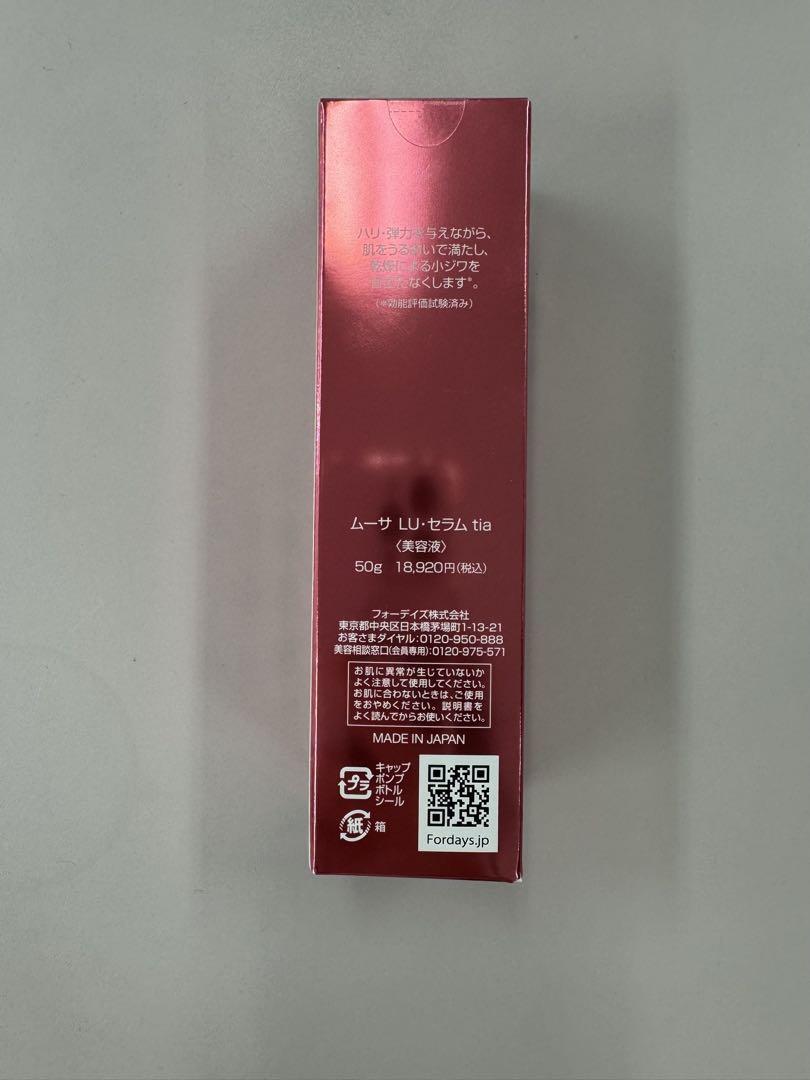 ハリ・弾力を与えながら、
肌をうるおいで満たし、
乾燥による小ジワを
目立たなくします*。
(※効能評価試験済み)
ムーサ LU・セラム tia
〈美容液〉
50g 18,920円(税込)
フォーデイズ株式会社
東京都中央区日本橋茅場町1-13-21
お客さまダイヤル:0120-950-888
美容相談窓口(会員専用):0120-975-571
お肌に異常が生じていないか
よく注意して使用してください。
お肌に合わないときは、ご使用
をおやめください。説明書を
よく読んでからお使いください。
MADE IN JAPAN
プラ
キャップ
ポンプ
ボトル
シール
紙 箱
Fordays.jp